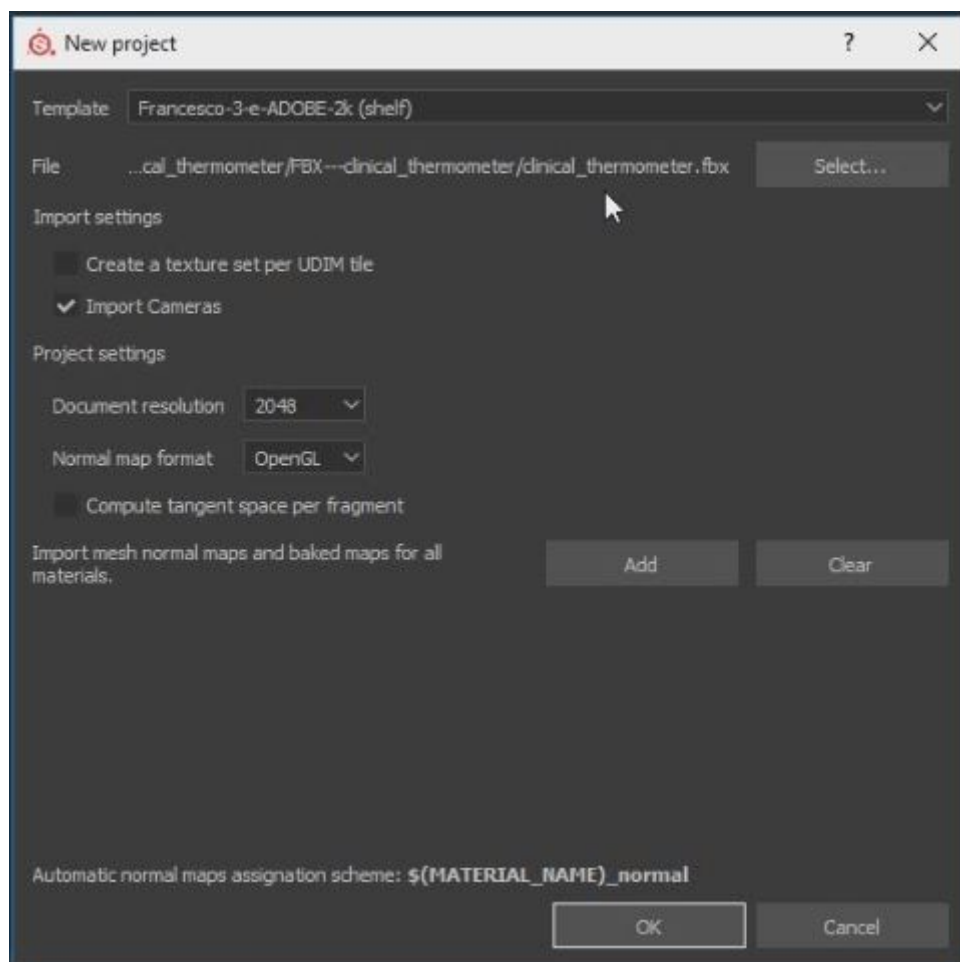 New project
Template Francesco-3-e-ADOBE-2k (shelf)
File ...cal_thermometer/FBX---clinical_thermometer/clinical_thermometer.fbx Select...
Import settings
Create a texture set per UDIM tile
Import Cameras
Project settings
Document resolution 2048
Normal map format OpenGL
Compute tangent space per fragment
Import mesh normal maps and baked maps for all
materials.
Add Clear
Automatic normal maps assignation scheme: $(MATERIAL_NAME)_normal
OK Cancel